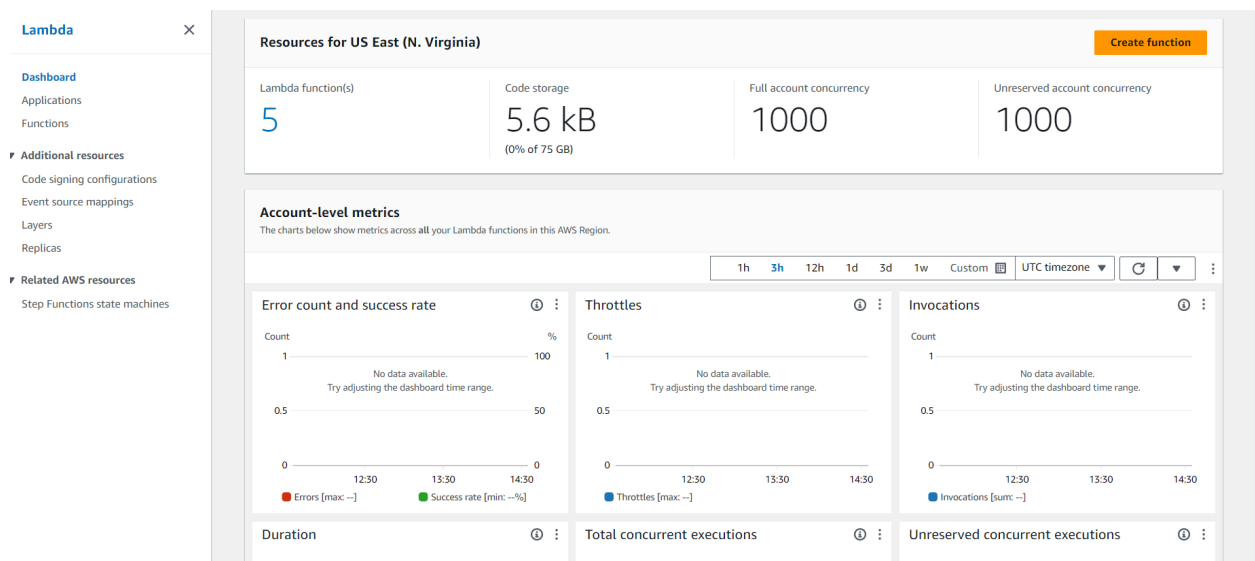 Lambda
Dashboard
Applications
Functions
Additional resources
Code signing configurations
Event source mappings
Layers
Replicas
Related AWS resources
Step Functions state machines
Resources for US East (N. Virginia)
Create function
Lambda function(s)
5
Code storage
5.6 kB
(0% of 75 GB)
Full account concurrency
1000
Unreserved account concurrency
1000
Account-level metrics
The charts below show metrics across all your Lambda functions in this AWS Region.
1h 3h 12h 1d 3d 1w Custom UTC timezone
Error count and success rate
Count %
1 100
No data available.
Try adjusting the dashboard time range.
0.5 50
0 0
12:30 13:30 14:30
Errors [max: --] Success rate [min: --%]
Throttles
Count
1
No data available.
Try adjusting the dashboard time range.
0.5
0
12:30 13:30 14:30
Throttles [max: --]
Invocations
Count
1
No data available.
Try adjusting the dashboard time range.
0.5
0
12:30 13:30 14:30
Invocations [sum: --]
Duration
Total concurrent executions
Unreserved concurrent executions